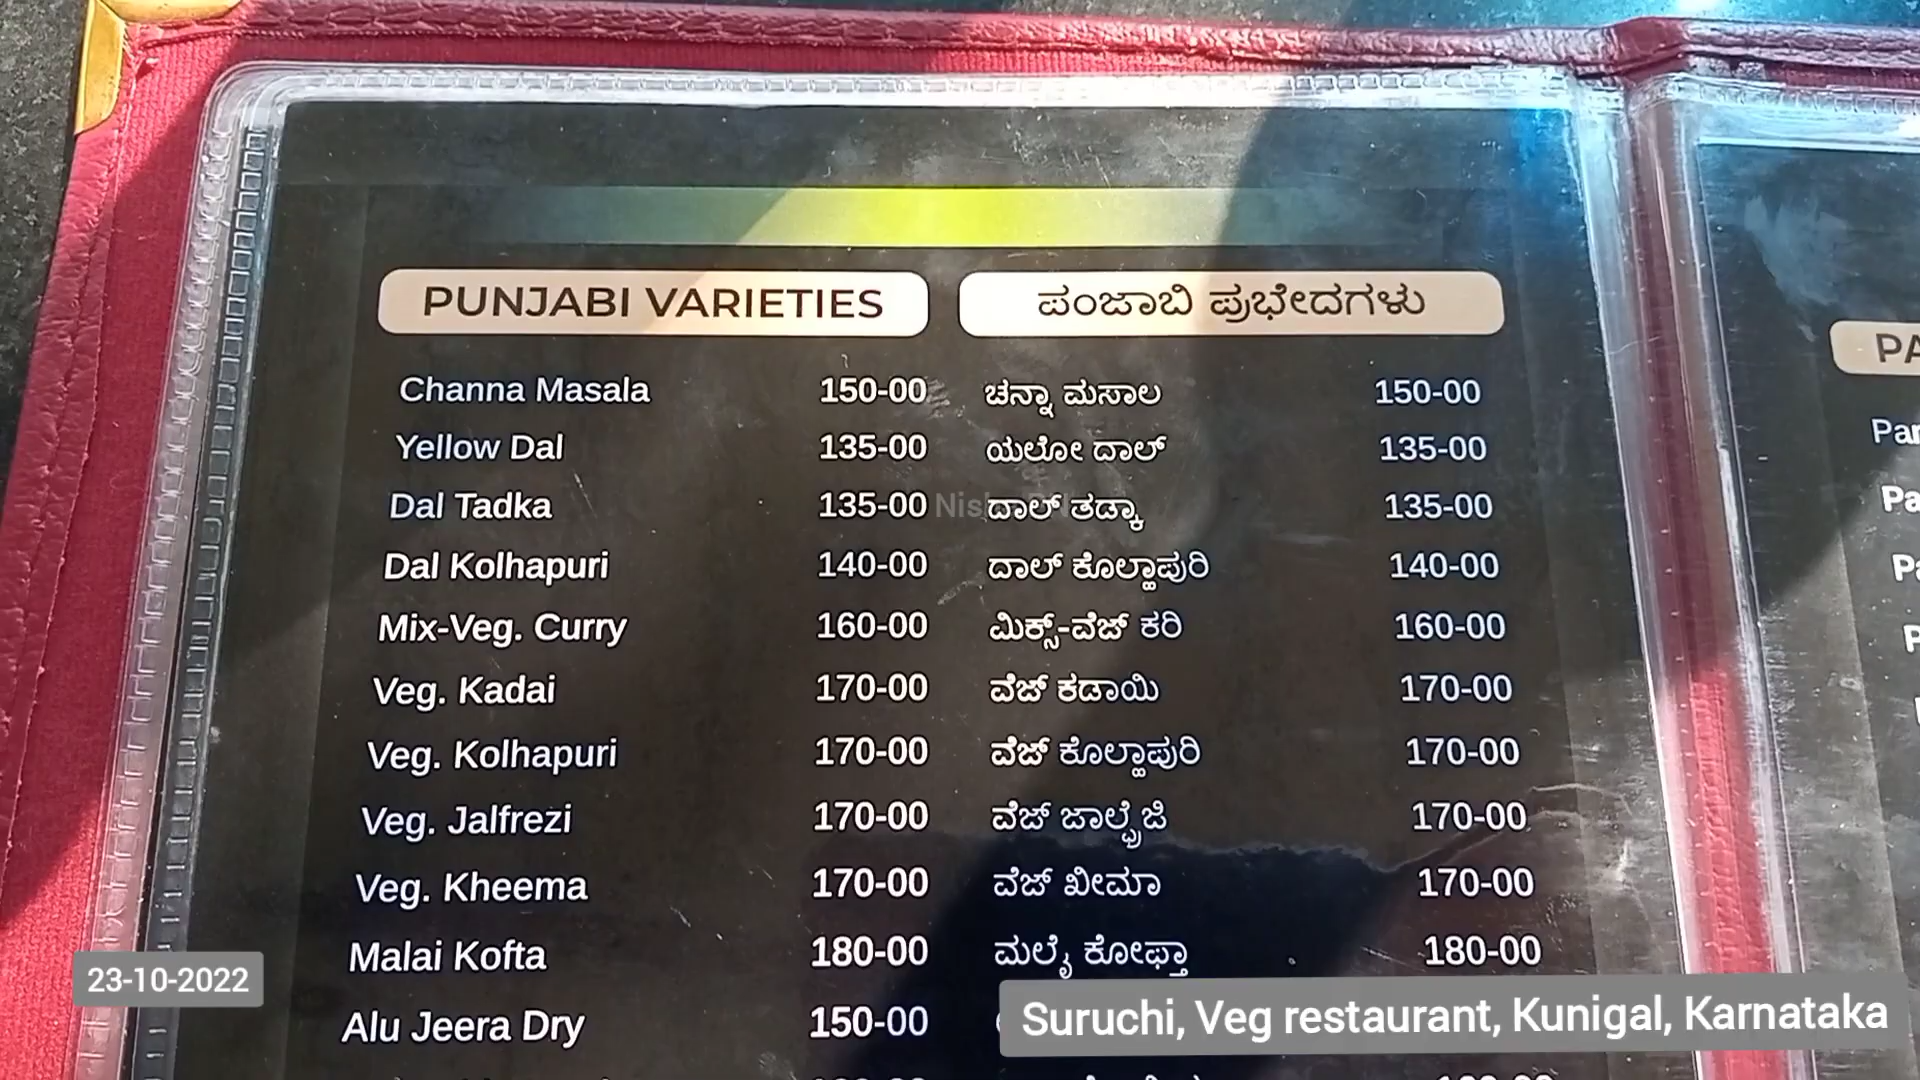 PUNJABI VARIETIES ಪಂಜಾಬಿ ಪ್ರಭೇದಗಳು
Channa Masala 150-00 ಚನ್ನಾ ಮಸಾಲ 150-00
Yellow Dal 135-00 ಯಲೋ ದಾಲ್ 135-00
Dal Tadka 135-00 ದಾಲ್ ತಡ್ಕಾ 135-00
Dal Kolhapuri 140-00 ದಾಲ್ ಕೊಲ್ಹಾಪುರಿ 140-00
Mix-Veg. Curry 160-00 ಮಿಕ್ಸ್-ವೆಜ್ ಕರಿ 160-00
Veg. Kadai 170-00 ವೆಜ್ ಕಡಾಯಿ 170-00
Veg. Kolhapuri 170-00 ವೆಜ್ ಕೊಲ್ಹಾಪುರಿ 170-00
Veg. Jalfrezi 170-00 ವೆಜ್ ಜಾಲ್ಫ್ರೆಜಿ 170-00
Veg. Kheema 170-00 ವೆಜ್ ಖೀಮಾ 170-00
Malai Kofta 180-00 ಮಲೈ ಕೋಫ್ತಾ 180-00
Alu Jeera Dry 150-00
23-10-2022
Suruchi, Veg restaurant, Kunigal, Karnataka